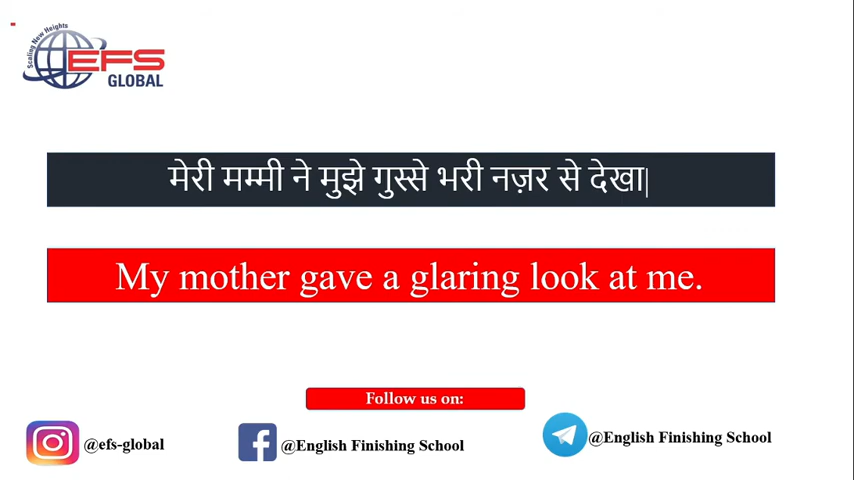 Scaling New Heights
EFS
GLOBAL
मेरी मम्मी ने मुझे गुस्से भरी नज़र से देखा|
My mother gave a glaring look at me.
Follow us on:
@efs-global
@English Finishing School
@English Finishing School